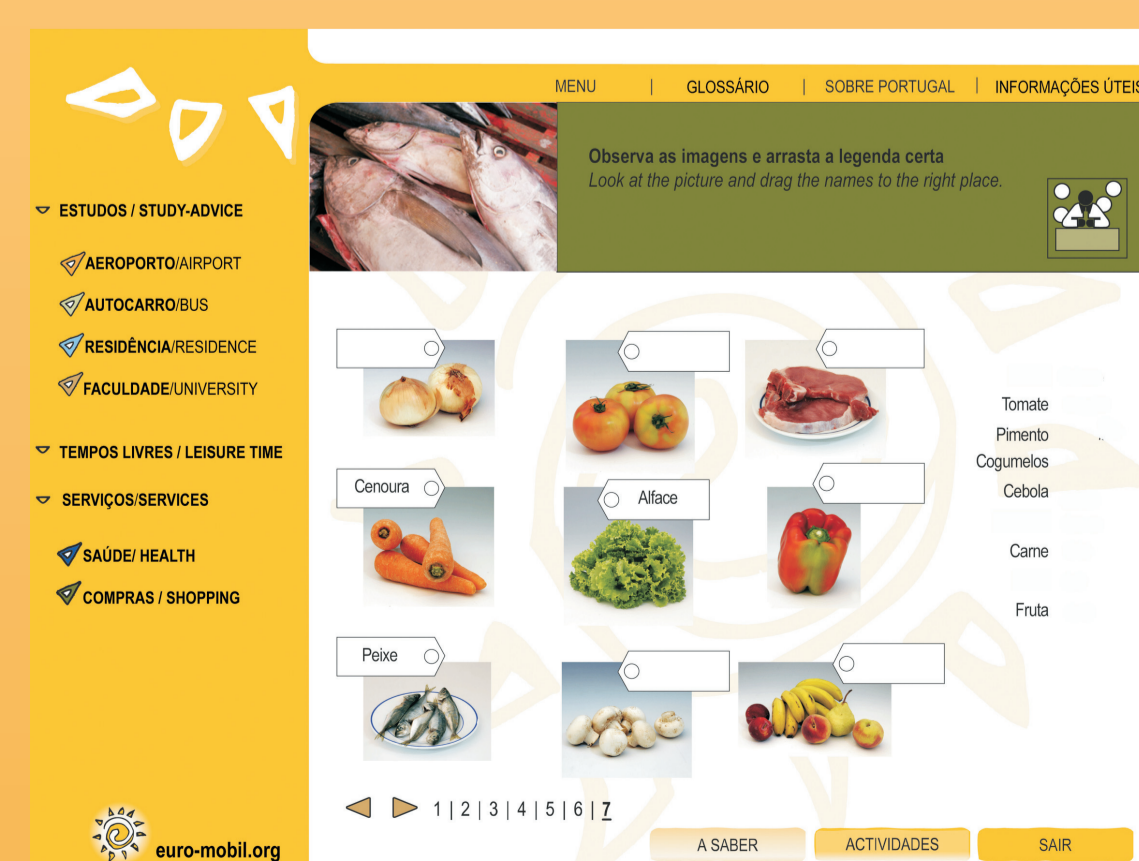 MENU | GLOSSÁRIO | SOBRE PORTUGAL | INFORMAÇÕES ÚTEIS
Observa as imagens e arrasta a legenda certa
Look at the picture and drag the names to the right place.
ESTUDOS / STUDY-ADVICE
AEROPORTO/AIRPORT
AUTOCARRO/BUS
RESIDÊNCIA/RESIDENCE
FACULDADE/UNIVERSITY
TEMPOS LIVRES / LEISURE TIME
SERVIÇOS/SERVICES
SAÚDE/ HEALTH
COMPRAS / SHOPPING
euro-mobil.org
Cenoura
Alface
Peixe
Tomate
Pimento
Cogumelos
Cebola
Carne
Fruta
1 | 2 | 3 | 4 | 5 | 6 | 7
A SABER
ACTIVIDADES
SAIR